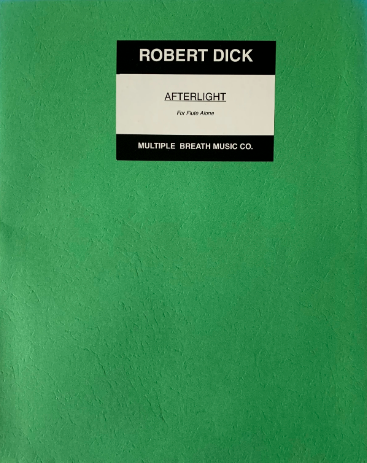 ROBERT DICK
AFTERLIGHT
For Flute Alone
MULTIPLE BREATH MUSIC CO.